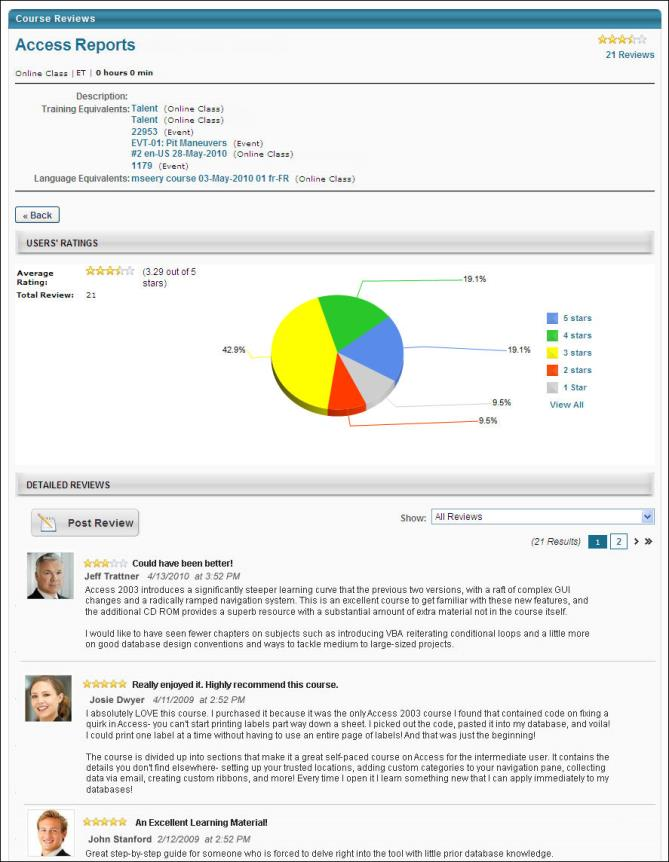 Course Reviews
Access Reports
21 Reviews
Online Class | ET | 0 hours 0 min
Description:
Training Equivalents: Talent (Online Class)
Talent (Online Class)
22953 (Event)
EVT-01: Pit Maneuvers (Event)
#2 en-US 28-May-2010 (Online Class)
1179 (Event)
Language Equivalents: mseery course 03-May-2010 01 fr-FR (Online Class)
« Back
USERS' RATINGS
Average Rating: (3.29 out of 5 stars)
Total Review: 21
19.1%
42.9%
19.1%
9.5%
9.5%
5 stars
4 stars
3 stars
2 stars
1 Star
View All
DETAILED REVIEWS
Post Review
Show: All Reviews
(21 Results) 1 2 > »
Could have been better!
Jeff Trattner 4/13/2010 at 3:52 PM
Access 2003 introduces a significantly steeper learning curve that the previous two versions, with a raft of complex GUI
changes and a radically ramped navigation system. This is an excellent course to get familiar with these new features, and
the additional CD ROM provides a superb resource with a substantial amount of extra material not in the course itself.
I would like to have seen fewer chapters on subjects such as introducing VBA reiterating conditional loops and a little more
on good database design conventions and ways to tackle medium to large-sized projects.
Really enjoyed it. Highly recommend this course.
Josie Dwyer 4/11/2009 at 2:52 PM
I absolutely LOVE this course. I purchased it because it was the only Access 2003 course I found that contained code on fixing a
quirk in Access- you can't start printing labels part way down a sheet. I picked out the code, pasted it into my database, and voila!
I could print one label at a time without having to use an entire page of labels! And that was just the beginning!
The course is divided up into sections that make it a great self-paced course on Access for the intermediate user. It contains the
details you don't find elsewhere- setting up your trusted locations, adding custom categories to your navigation pane, collecting
data via email, creating custom ribbons, and more! Every time I open it I learn something new that I can apply immediately to my
databases!
An Excellent Learning Material!
John Stanford 2/12/2009 at 2:52 PM
Great step-by-step guide for someone who is forced to delve right into the tool with little prior database knowledge.